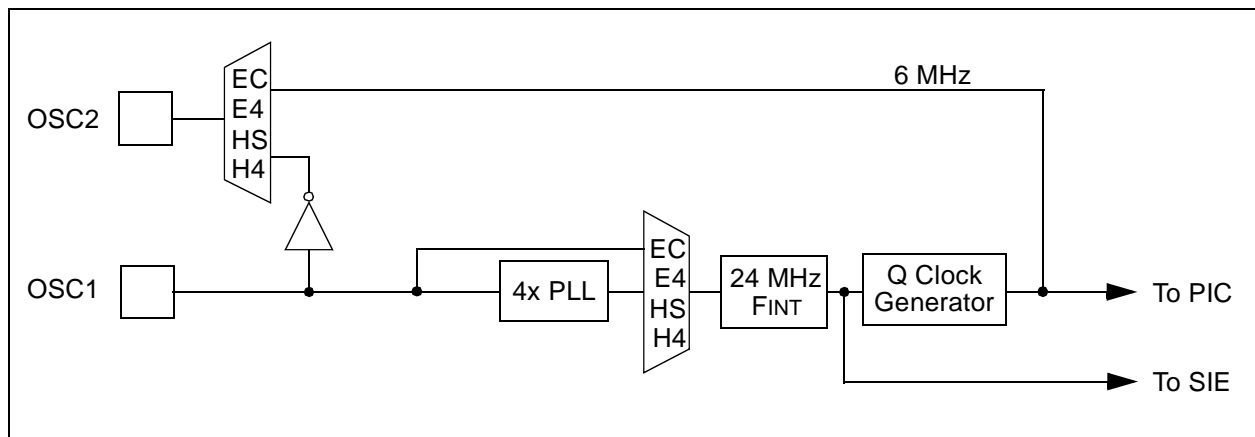 6 MHz
OSC2
EC
E4
HS
H4
OSC1
4x PLL
EC
E4
HS
H4
24 MHz
FINT
Q Clock
Generator
To PIC
To SIE